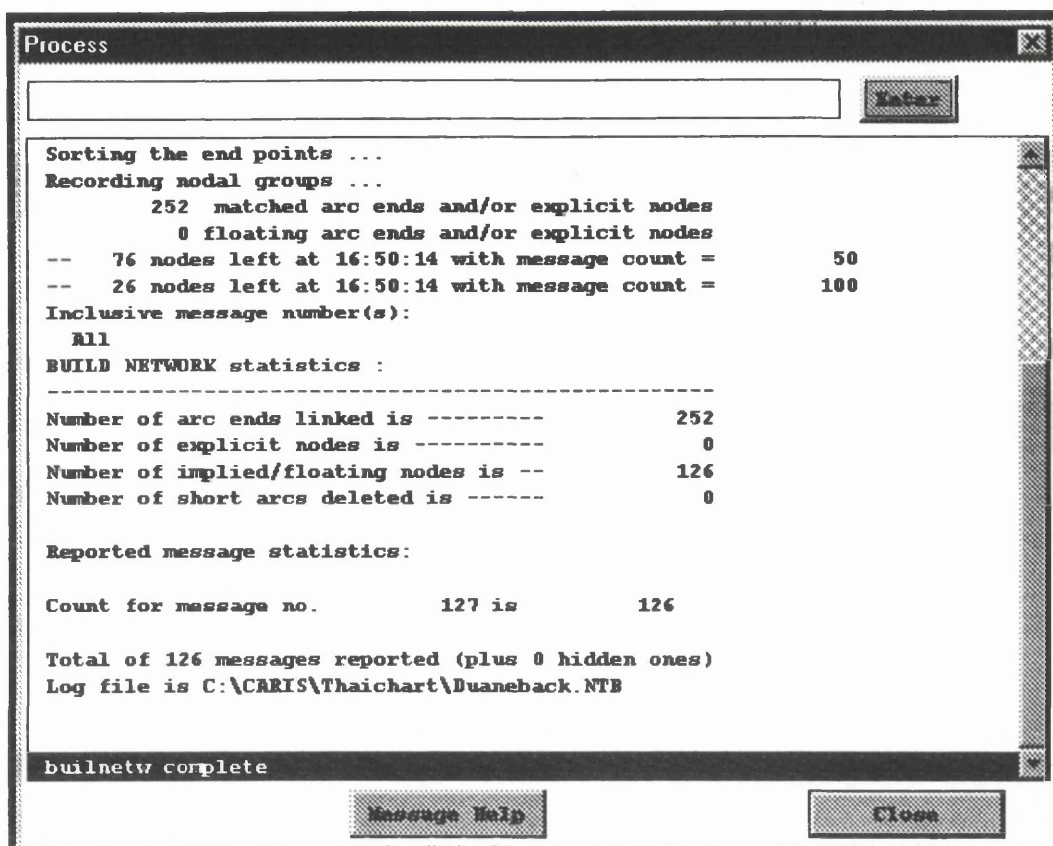 Process
Enter
Sorting the end points ...
Recording nodal groups ...
252 matched arc ends and/or explicit nodes
0 floating arc ends and/or explicit nodes
-- 76 nodes left at 16:50:14 with message count = 50
-- 26 nodes left at 16:50:14 with message count = 100
Inclusive message number(s):
All
BUILD NETWORK statistics :
--------------------------------------------------
Number of arc ends linked is --------- 252
Number of explicit nodes is ---------- 0
Number of implied/floating nodes is -- 126
Number of short arcs deleted is ------ 0
Reported message statistics:
Count for message no. 127 is 126
Total of 126 messages reported (plus 0 hidden ones)
Log file is C:\CARIS\Thaichart\Duaneback.NTB
builnetw complete
Message Help
Close